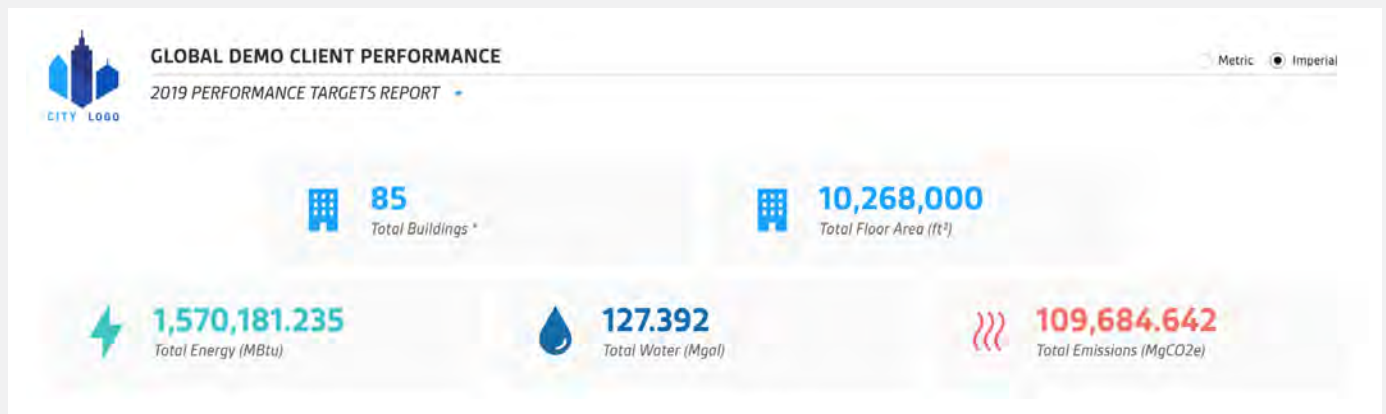 GLOBAL DEMO CLIENT PERFORMANCE
Metric Imperial
2019 PERFORMANCE TARGETS REPORT
CITY LOGO
85
Total Buildings *
10,268,000
Total Floor Area (ft²)
1,570,181.235
Total Energy (MBtu)
127.392
Total Water (Mgal)
109,684.642
Total Emissions (MgCO2e)